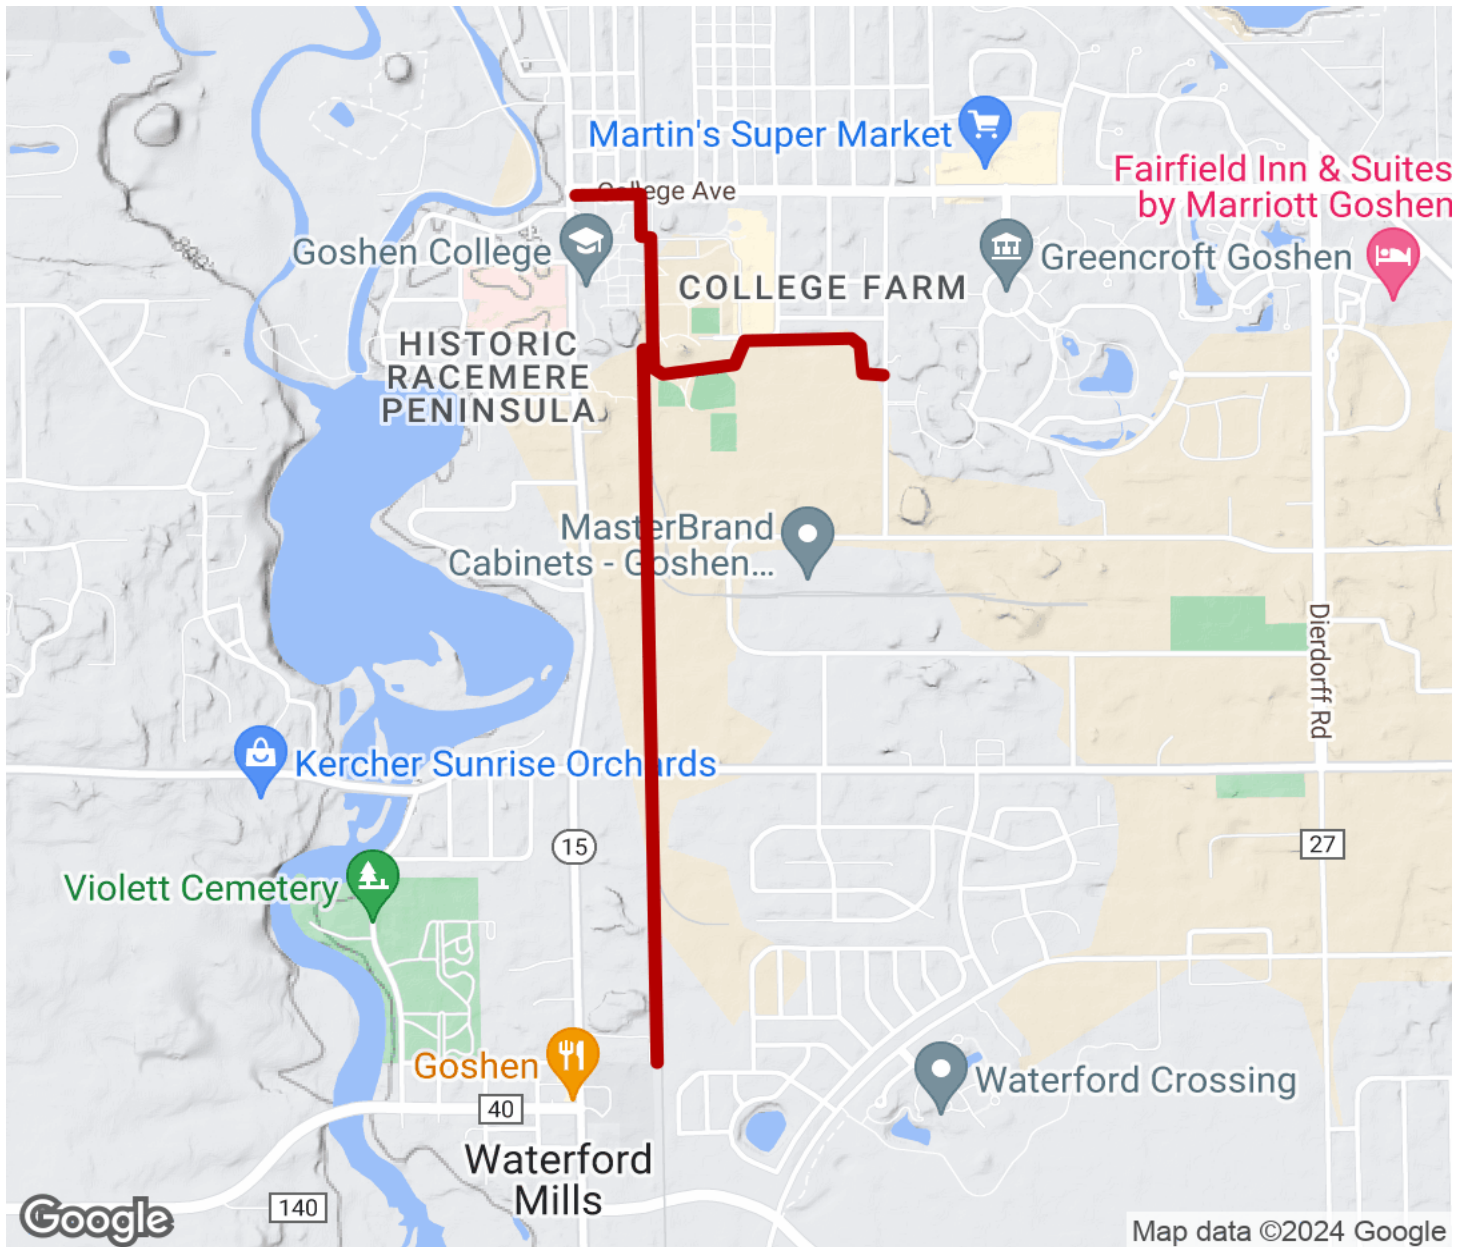 Martin's Super Market
Fairfield Inn & Suites
by Marriott Goshen
College Ave
Goshen College
Greencroft Goshen
COLLEGE FARM
HISTORIC
RACEMERE
PENINSULA
MasterBrand
Cabinets - Goshen...
Dierdorff Rd
Kercher Sunrise Orchards
15
27
Violett Cemetery
Goshen
Waterford Crossing
40
Waterford
Mills
140
Google
Map data ©2024 Google